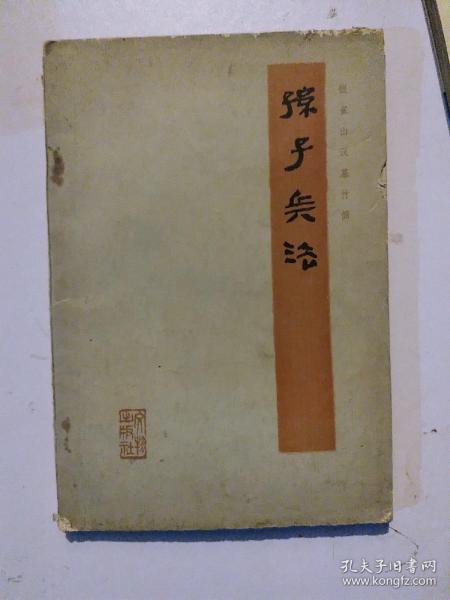 银雀山汉墓竹简
孫子兵法
文物
出版社
孔夫子旧书网
www.kongfz.com